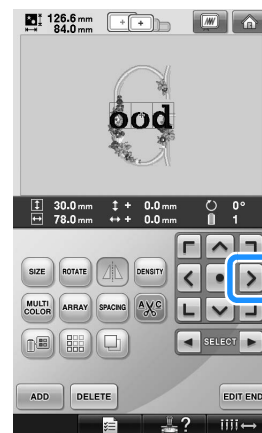 126.6 mm
84.0 mm
ood
30.0 mm + 0.0 mm 0°
78.0 mm + 0.0 mm 1
SIZE ROTATE DENSITY
MULTI COLOR ARRAY SPACING AVC
SELECT
ADD DELETE EDIT END
?